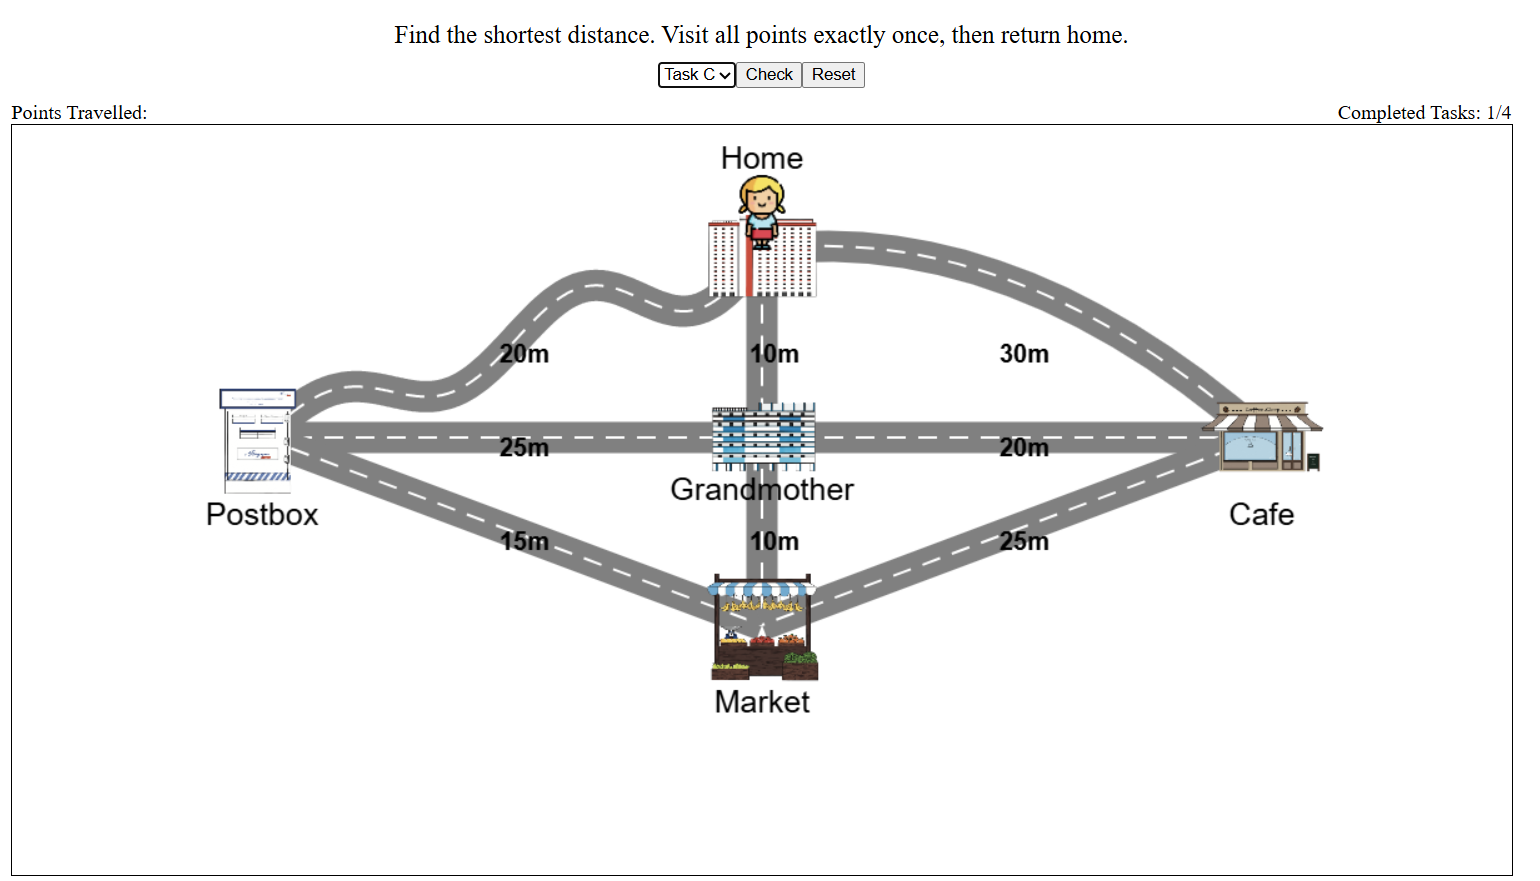 Find the shortest distance. Visit all points exactly once, then return home.
Task C Check Reset
Points Travelled: Completed Tasks: 1/4
Home
20m 10m 30m
25m 20m
Grandmother
Postbox Cafe
15m 10m 25m
Market